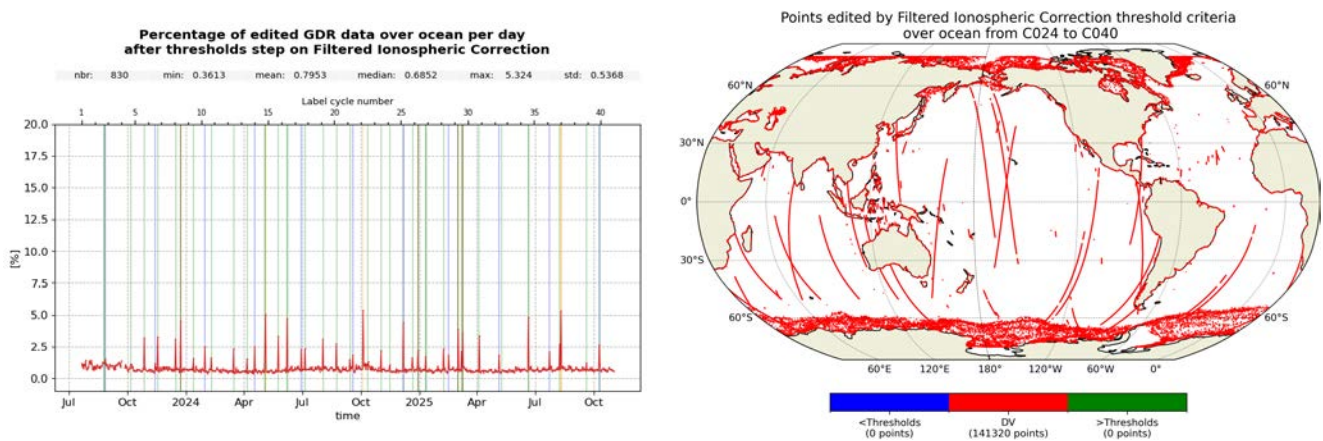 Percentage of edited GDR data over ocean per day
after thresholds step on Filtered Ionospheric Correction
nbr: 830 min: 0.3613 mean: 0.7953 median: 0.6852 max: 5.324 std: 0.5368
Label cycle number
1 5 10 15 20 25 30 35 40
20.0
17.5
15.0
12.5
10.0
7.5
5.0
2.5
0.0
[%]
Jul Oct 2024 Apr Jul Oct 2025 Apr Jul Oct
time
Points edited by Filtered Ionospheric Correction threshold criteria
over ocean from C024 to C040
60°N 60°N
30°N 30°N
0° 0°
30°S 30°S
60°S 60°S
60°E 120°E 180° 120°W 60°W 0°
<Thresholds DV >Thresholds
(0 points) (141320 points) (0 points)